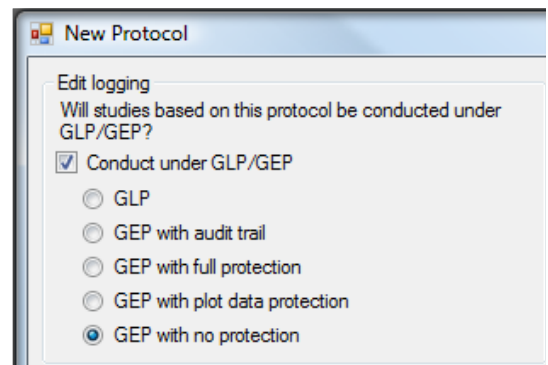 New Protocol
Edit logging
Will studies based on this protocol be conducted under
GLP/GEP?
Conduct under GLP/GEP
GLP
GEP with audit trail
GEP with full protection
GEP with plot data protection
GEP with no protection